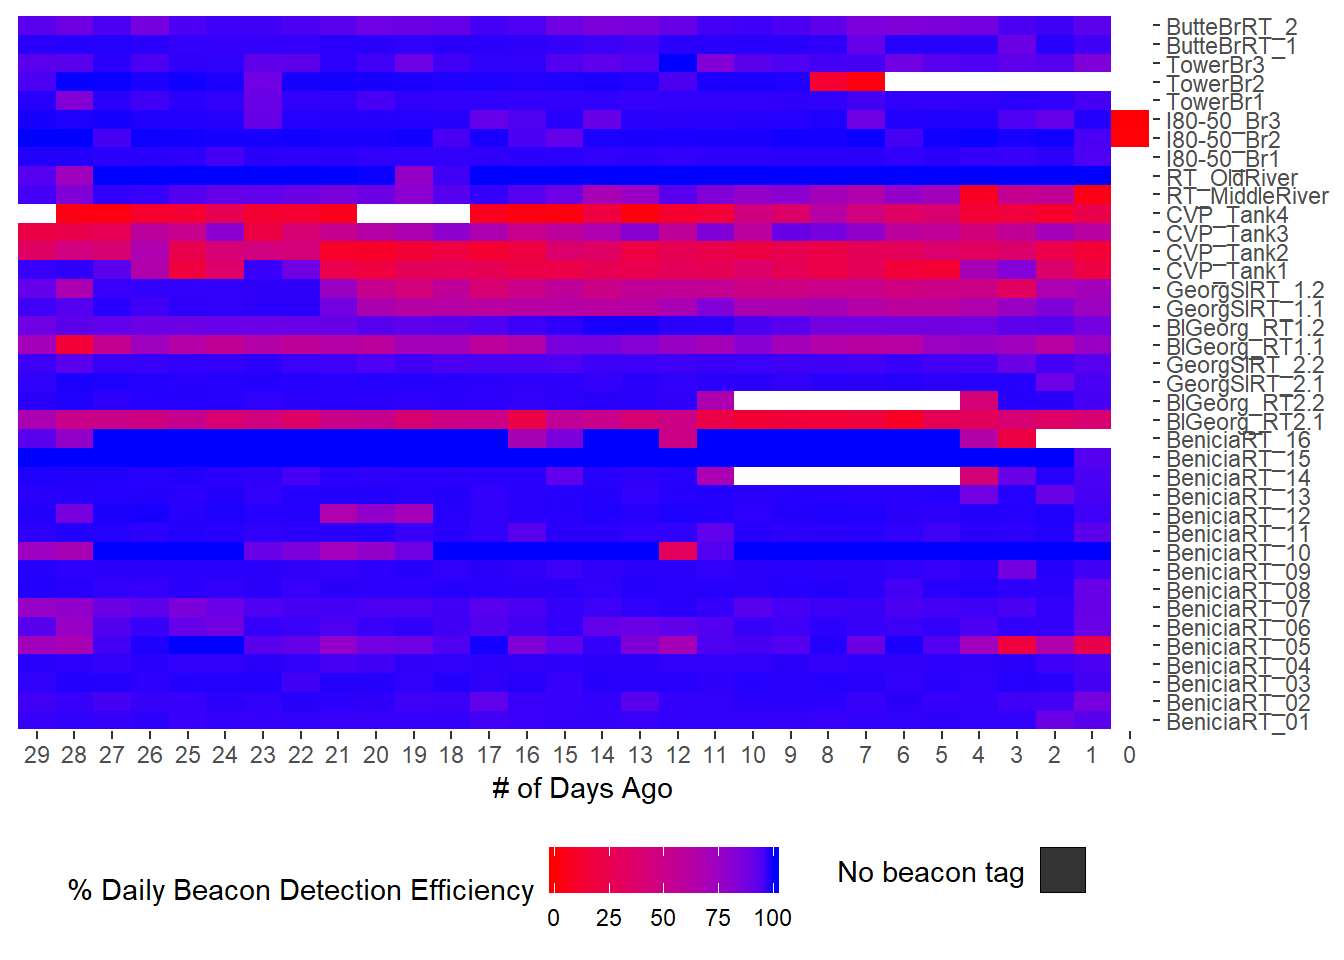 ButteBrRT_2
ButteBrRT_1
TowerBr3
TowerBr2
TowerBr1
I80-50_Br3
I80-50_Br2
I80-50_Br1
RT_OldRiver
RT_MiddleRiver
CVP_Tank4
CVP_Tank3
CVP_Tank2
CVP_Tank1
GeorgSlRT_1.2
GeorgSlRT_1.1
BlGeorg_RT1.2
BlGeorg_RT1.1
GeorgSlRT_2.2
GeorgSlRT_2.1
BlGeorg_RT2.2
BlGeorg_RT2.1
BeniciaRT_16
BeniciaRT_15
BeniciaRT_14
BeniciaRT_13
BeniciaRT_12
BeniciaRT_11
BeniciaRT_10
BeniciaRT_09
BeniciaRT_08
BeniciaRT_07
BeniciaRT_06
BeniciaRT_05
BeniciaRT_04
BeniciaRT_03
BeniciaRT_02
BeniciaRT_01
29 28 27 26 25 24 23 22 21 20 19 18 17 16 15 14 13 12 11 10 9 8 7 6 5 4 3 2 1 0
# of Days Ago
% Daily Beacon Detection Efficiency
0 25 50 75 100
No beacon tag